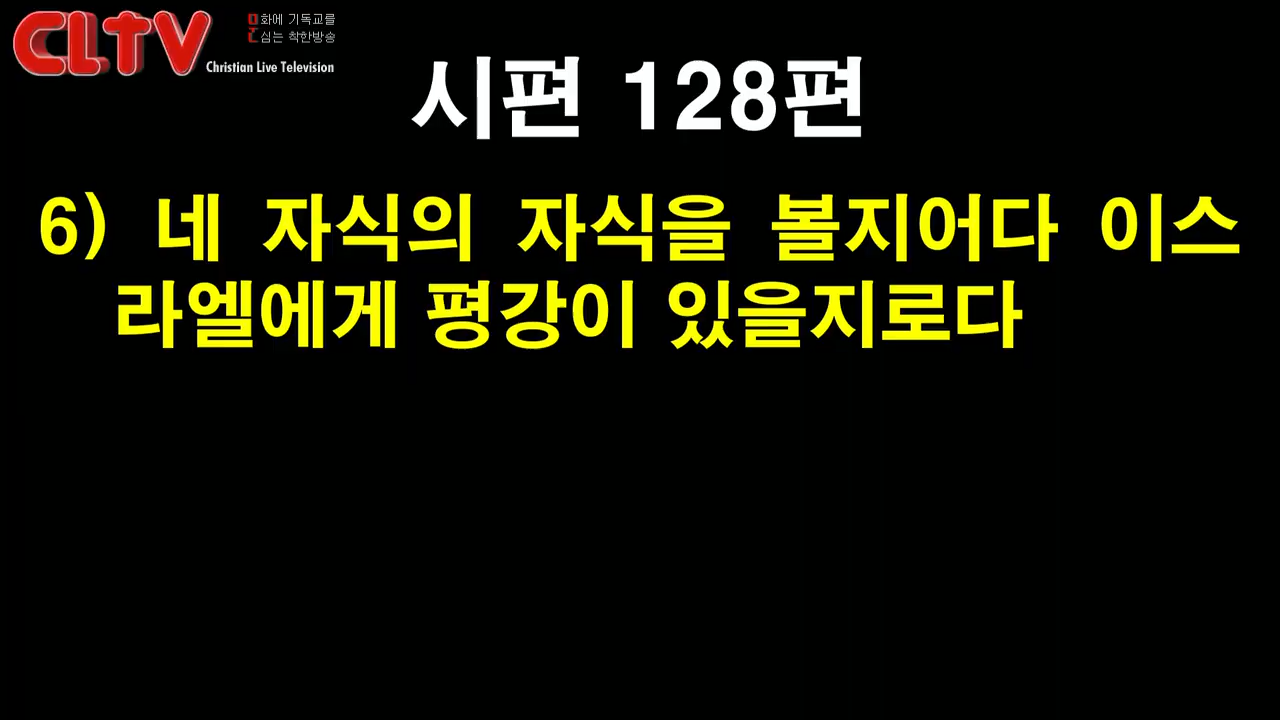 CLTV
문화에 기독교를
심는 착한방송
Christian Live Television
시편 128편
6) 네 자식의 자식을 볼지어다 이스
라엘에게 평강이 있을지로다